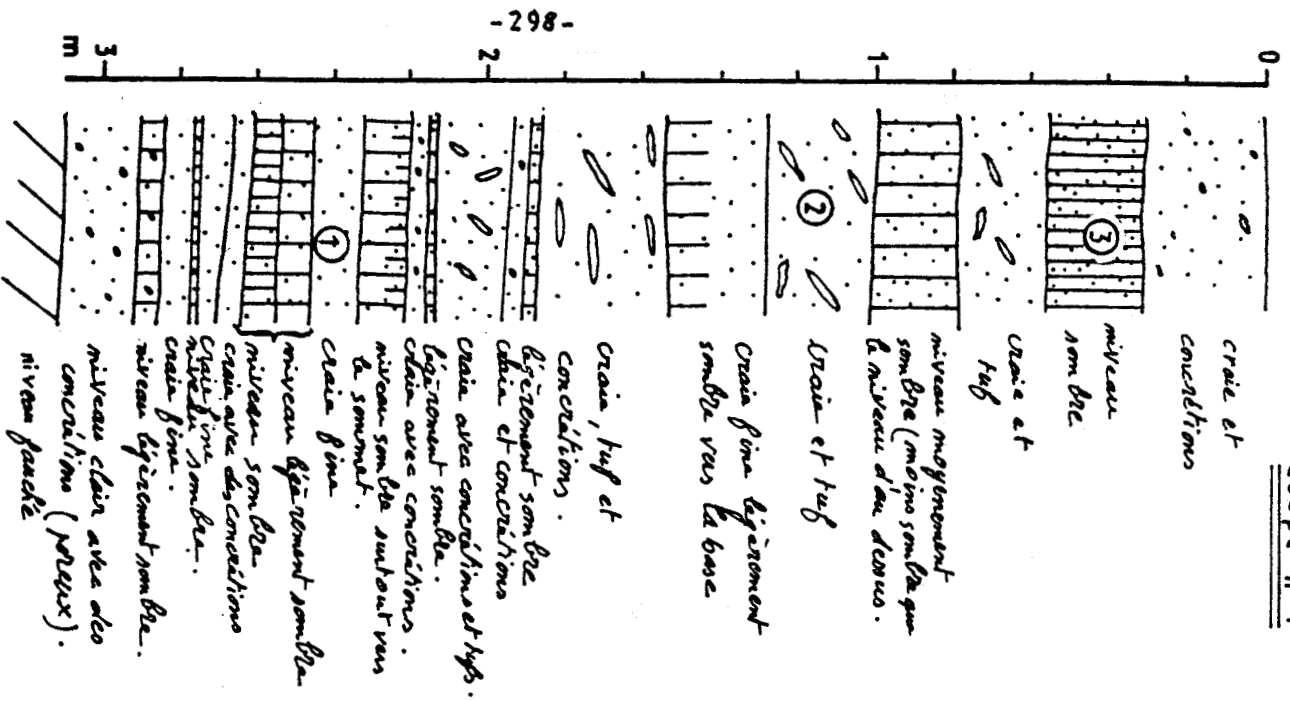 -298-
0
1
2
3
m
craie et
concrétions
niveau
sombre
craie et
tuf
niveau moyennement
sombre (moins sombre que
le niveau d'au dessus.
craie et tuf
craie fine légèrement
sombre vers la base
craie, tuf et
concrétions.
légèrement sombre
claire et concrétions
craie avec concrétions et tufs.
légèrement sombre.
claire avec concrétions.
niveau sombre surtout vers
le sommet.
craie fine
niveau légèrement sombre
niveau sombre
craie avec des concrétions
craie fine
niveau sombre.
craie fine.
niveau légèrement sombre.
niveau clair avec des
concrétions (poreux).
niveau
3
2
1